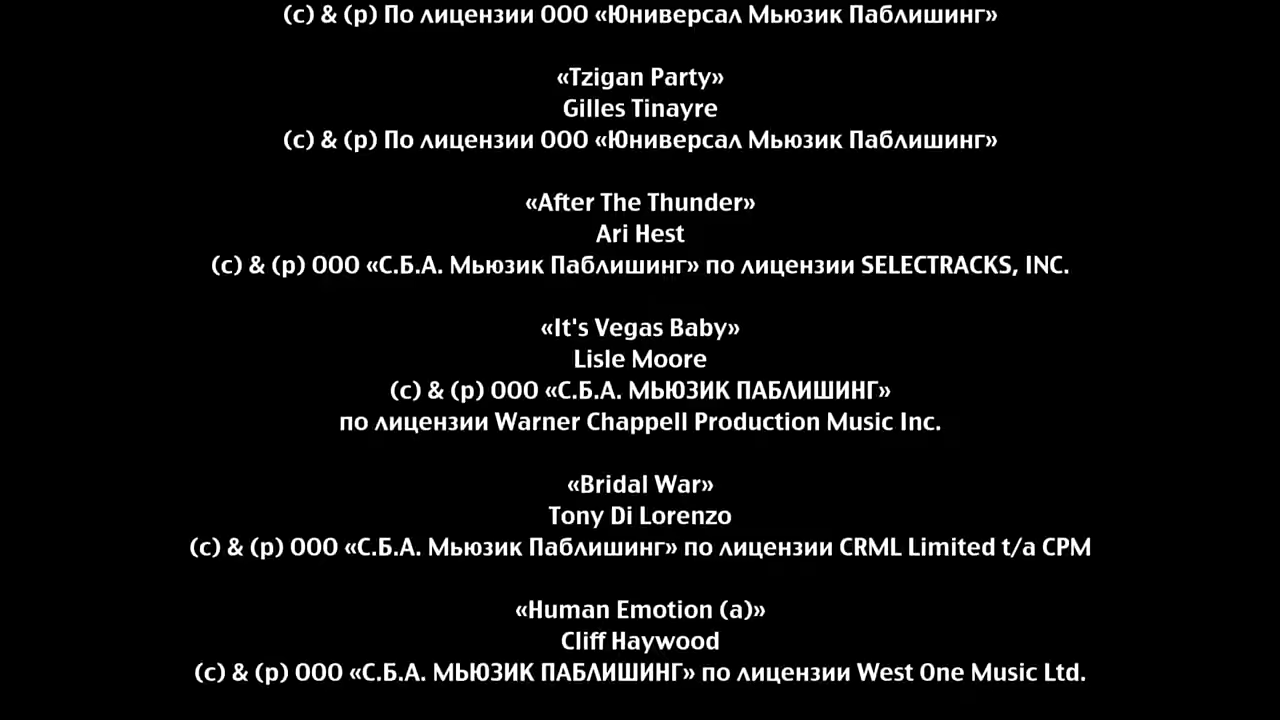 (c) & (p) По лицензии ООО «Юниверсал Мьюзик Паблишинг»
«Tzigan Party»
Gilles Tinayre
(c) & (p) По лицензии ООО «Юниверсал Мьюзик Паблишинг»
«After The Thunder»
Ari Hest
(c) & (p) ООО «С.Б.А. Мьюзик Паблишинг» по лицензии SELECTRACKS, INC.
«It's Vegas Baby»
Lisle Moore
(c) & (p) ООО «С.Б.А. МЬЮЗИК ПАБЛИШИНГ»
по лицензии Warner Chappell Production Music Inc.
«Bridal War»
Tony Di Lorenzo
(c) & (p) ООО «С.Б.А. Мьюзик Паблишинг» по лицензии CRML Limited t/a CPM
«Human Emotion (a)»
Cliff Haywood
(c) & (p) ООО «С.Б.А. МЬЮЗИК ПАБЛИШИНГ» по лицензии West One Music Ltd.